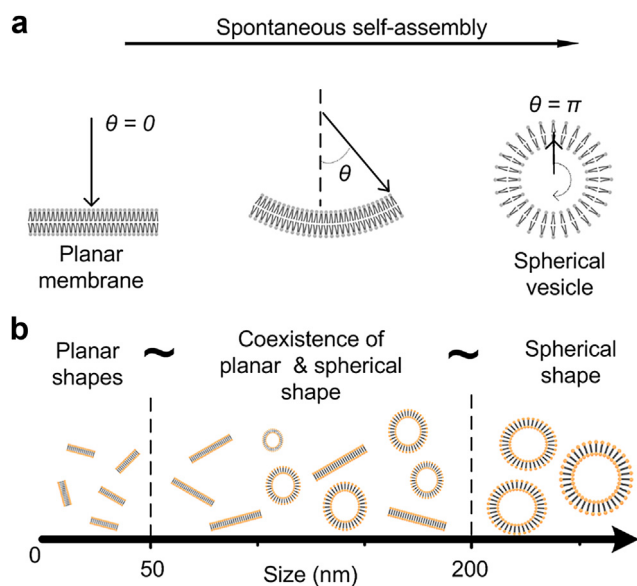 a
Spontaneous self-assembly
θ = 0
θ
θ = π
Planar
membrane
Spherical
vesicle
b
Planar
shapes
~
Coexistence of
planar & spherical
shape
~
Spherical
shape
0
50
200
Size (nm)